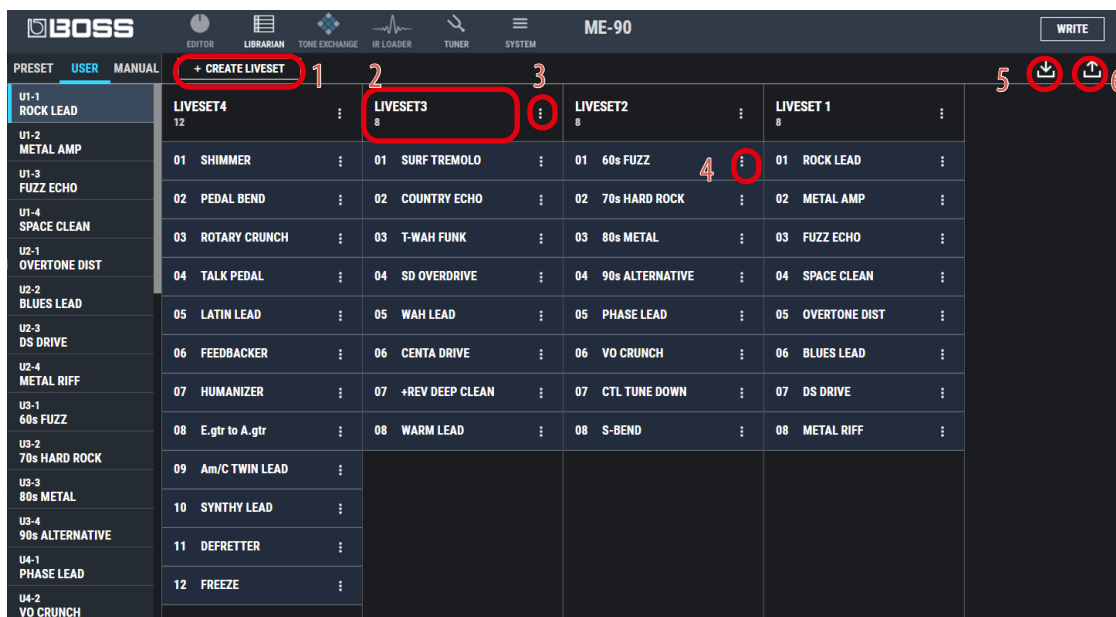 BOSS
EDITOR
LIBRARIAN
TONE EXCHANGE
IR LOADER
TUNER
SYSTEM
ME-90
WRITE
PRESET USER MANUAL
+ CREATE LIVESET
1
2
3
5
6
U1-1
ROCK LEAD
U1-2
METAL AMP
U1-3
FUZZ ECHO
U1-4
SPACE CLEAN
U2-1
OVERTONE DIST
U2-2
BLUES LEAD
U2-3
DS DRIVE
U2-4
METAL RIFF
U3-1
60s FUZZ
U3-2
70s HARD ROCK
U3-3
80s METAL
U3-4
90s ALTERNATIVE
U4-1
PHASE LEAD
U4-2
VO CRUNCH
LIVESET4
12
01 SHIMMER
02 PEDAL BEND
03 ROTARY CRUNCH
04 TALK PEDAL
05 LATIN LEAD
06 FEEDBACKER
07 HUMANIZER
08 E.gtr to A.gtr
09 Am/C TWIN LEAD
10 SYNTHY LEAD
11 DEFRETTER
12 FREEZE
LIVESET3
8
01 SURF TREMOLO
02 COUNTRY ECHO
03 T-WAH FUNK
04 SD OVERDRIVE
05 WAH LEAD
06 CENTA DRIVE
07 +REV DEEP CLEAN
08 WARM LEAD
LIVESET2
8
01 60s FUZZ
4
02 70s HARD ROCK
03 80s METAL
04 90s ALTERNATIVE
05 PHASE LEAD
06 VO CRUNCH
07 CTL TUNE DOWN
08 S-BEND
LIVESET 1
8
01 ROCK LEAD
02 METAL AMP
03 FUZZ ECHO
04 SPACE CLEAN
05 OVERTONE DIST
06 BLUES LEAD
07 DS DRIVE
08 METAL RIFF